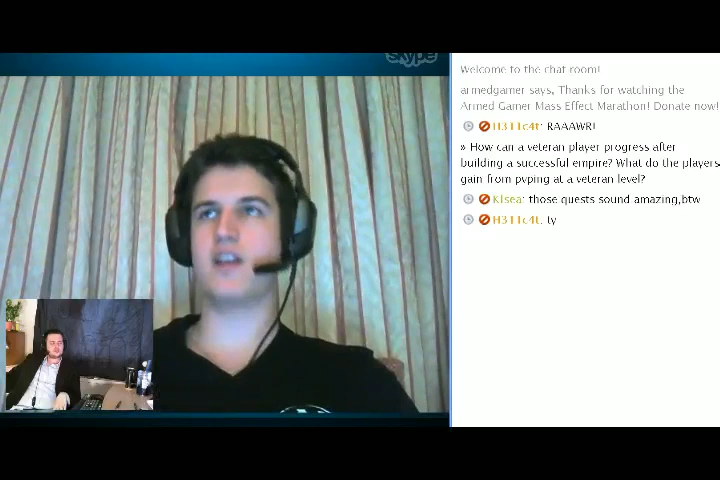 skype
Welcome to the chat room!
armedgamer says, Thanks for watching the
Armed Gamer Mass Effect Marathon! Donate now!
H311c4t: RAAAWR!
» How can a veteran player progress after
building a successful empire? What do the players
gain from pvping at a veteran level?
Klsea: those quests sound amazing,btw
H311c4t: ty